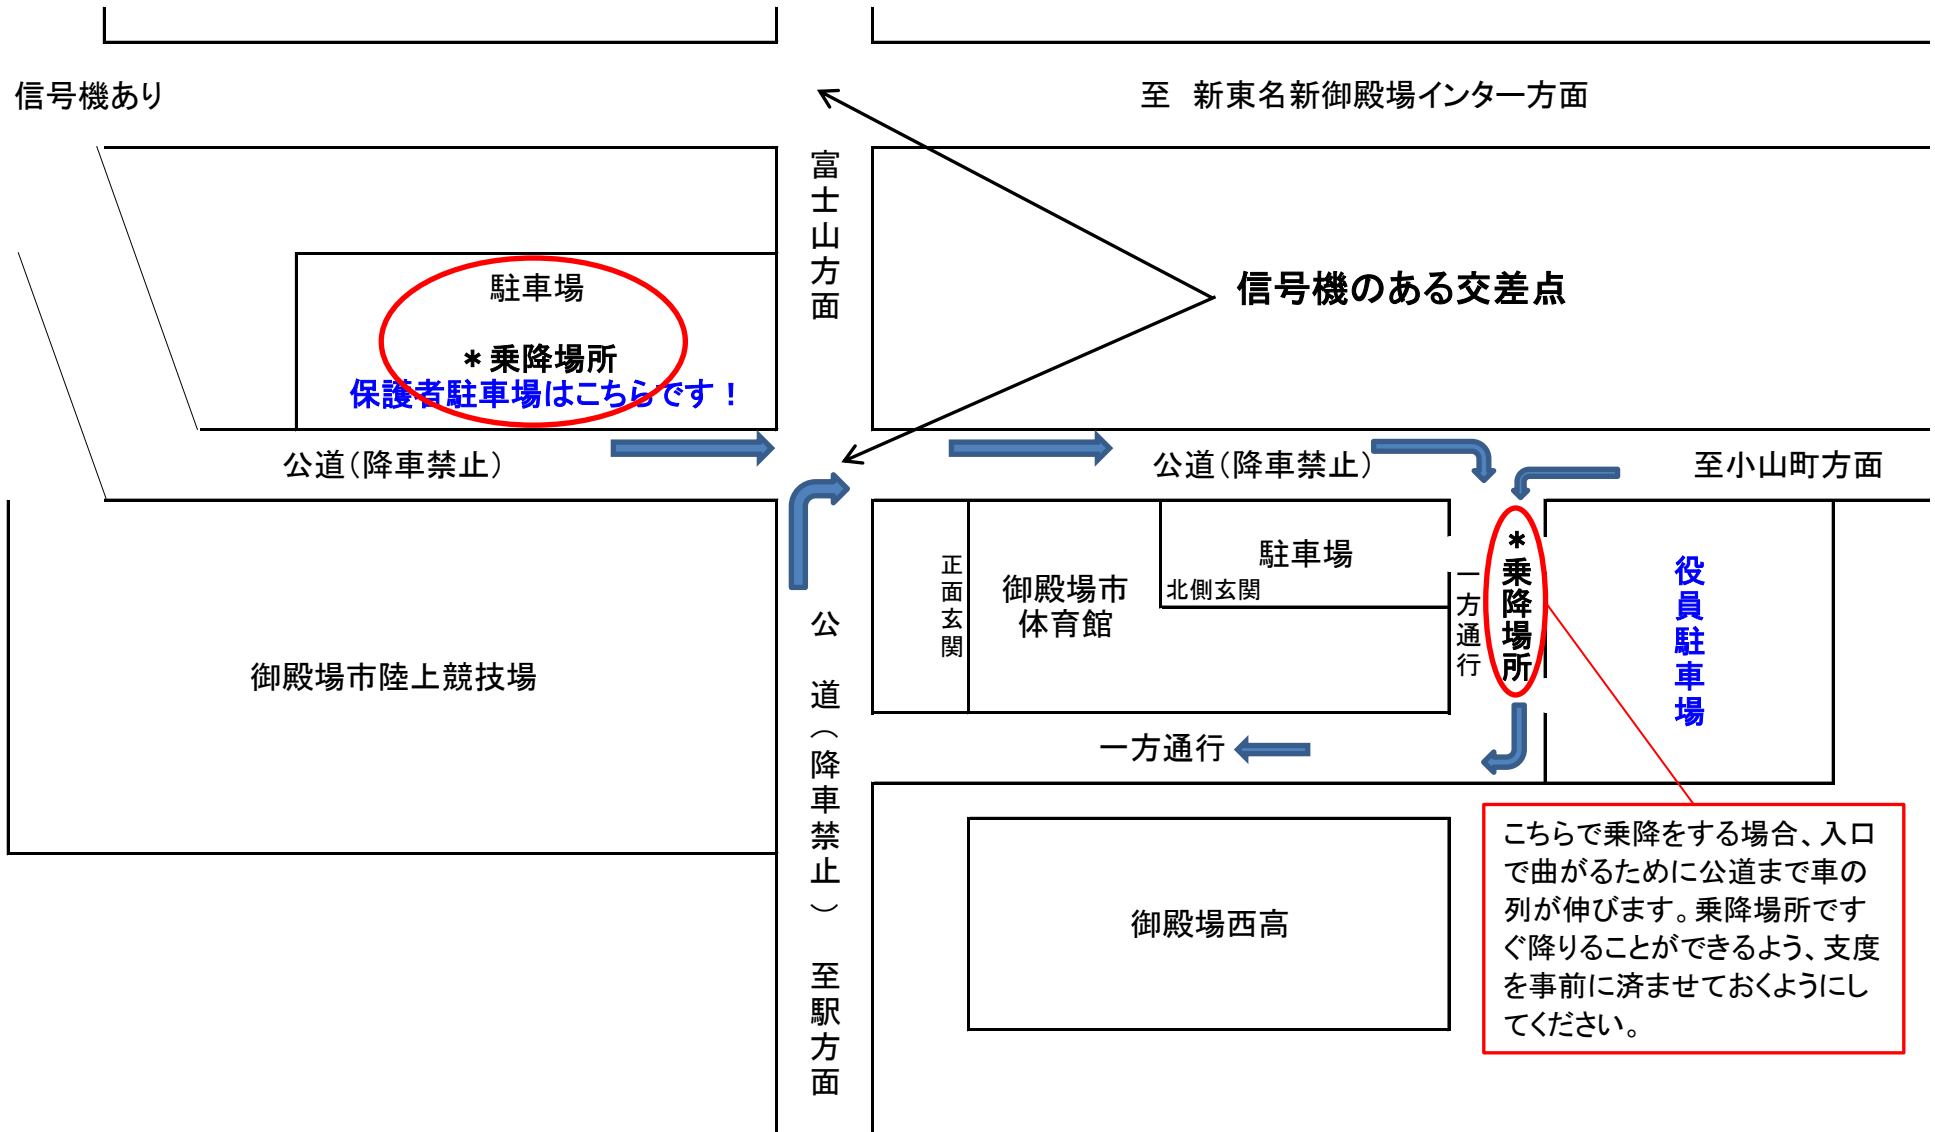 信号機あり
至　新東名新御殿場インター方面
富士山方面
駐車場
＊乗降場所
保護者駐車場はこちらです！
信号機のある交差点
公道（降車禁止）
公道（降車禁止）
至小山町方面
正面玄関
御殿場市
体育館
北側玄関
駐車場
一方通行
＊乗降場所
役員駐車場
御殿場市陸上競技場
公　道（降車禁止）　至駅方面
一方通行
御殿場西高
こちらで乗降をする場合、入口
で曲がるために公道まで車の
列が伸びます。乗降場所です
ぐ降りることができるよう、支度
を事前に済ませておくようにし
てください。